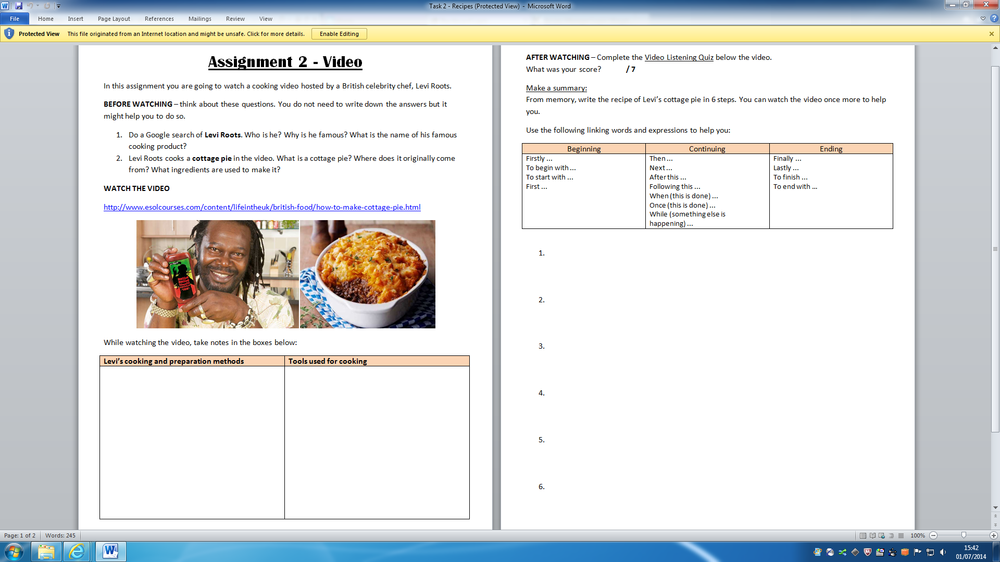 Task 2 - Recipes (Protected View) - Microsoft Word
File Home Insert Page Layout References Mailings Review View
Protected View This file originated from an Internet location and might be unsafe. Click for more details. Enable Editing
Assignment 2 - Video
In this assignment you are going to watch a cooking video hosted by a British celebrity chef, Levi Roots.
BEFORE WATCHING – think about these questions. You do not need to write down the answers but it
might help you to do so.
1. Do a Google search of Levi Roots. Who is he? Why is he famous? What is the name of his famous
cooking product?
2. Levi Roots cooks a cottage pie in the video. What is a cottage pie? Where does it originally come
from? What ingredients are used to make it?
WATCH THE VIDEO
http://www.esolcourses.com/content/lifeintheuk/british-food/how-to-make-cottage-pie.html
While watching the video, take notes in the boxes below:
Levi's cooking and preparation methods
Tools used for cooking
AFTER WATCHING – Complete the Video Listening Quiz below the video.
What was your score? / 7
Make a summary:
From memory, write the recipe of Levi's cottage pie in 6 steps. You can watch the video once more to help
you.
Use the following linking words and expressions to help you:
Beginning
Firstly ...
To begin with ...
To start with ...
First ...
Continuing
Then ...
Next ...
After this ...
Following this ...
When (this is done) ...
Once (this is done) ...
While (something else is
happening) ...
Ending
Finally ...
Lastly ...
To finish ...
To end with ...
1.
2.
3.
4.
5.
6.
Page: 1 of 2 Words: 245
100%
15:42
01/07/2014